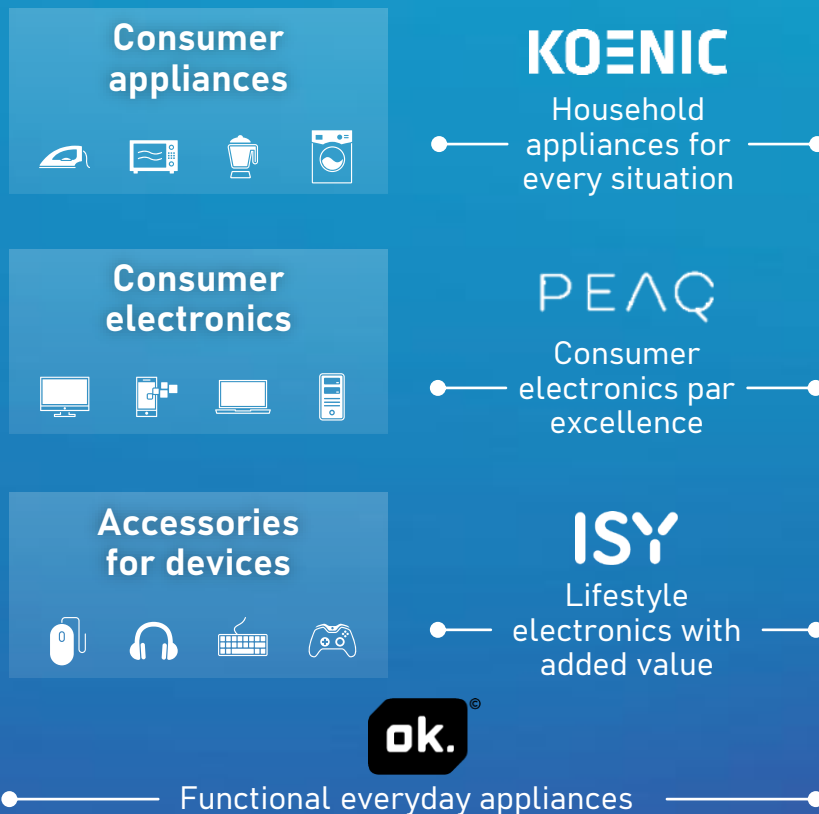 Consumer
appliances
KOENIC
Household
appliances for
every situation
Consumer
electronics
PEAQ
Consumer
electronics par
excellence
Accessories
for devices
ISY
Lifestyle
electronics with
added value
ok.©
Functional everyday appliances